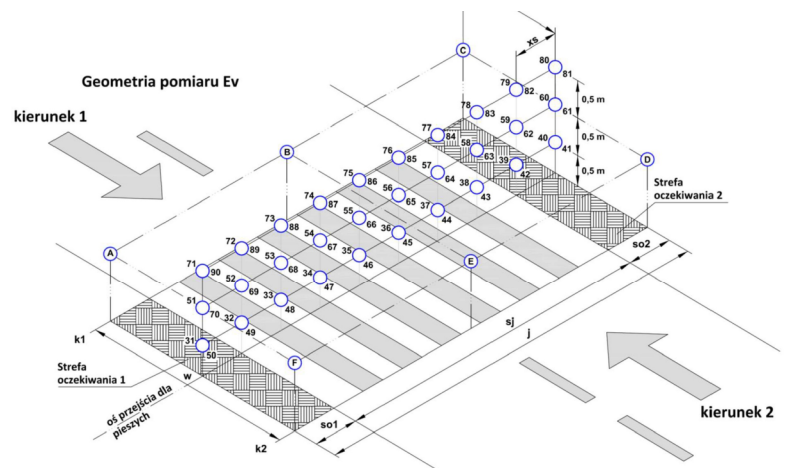 Geometria pomiaru Ev
kierunek 1
xs
C
80
81
79
82
0,5 m
78
83
60
61
77
84
59
62
0,5 m
B
76
85
58
63
40
41
D
75
86
57
64
39
42
0,5 m
74
87
56
65
38
43
Strefa
oczekiwania 2
73
88
55
66
37
44
A
72
89
54
67
36
45
so2
71
90
53
68
35
46
E
52
69
34
47
51
70
33
48
sj
32
49
j
k1
31
50
F
Strefa
oczekiwania 1
w
oś przejścia dla
pieszych
so1
k2
kierunek 2